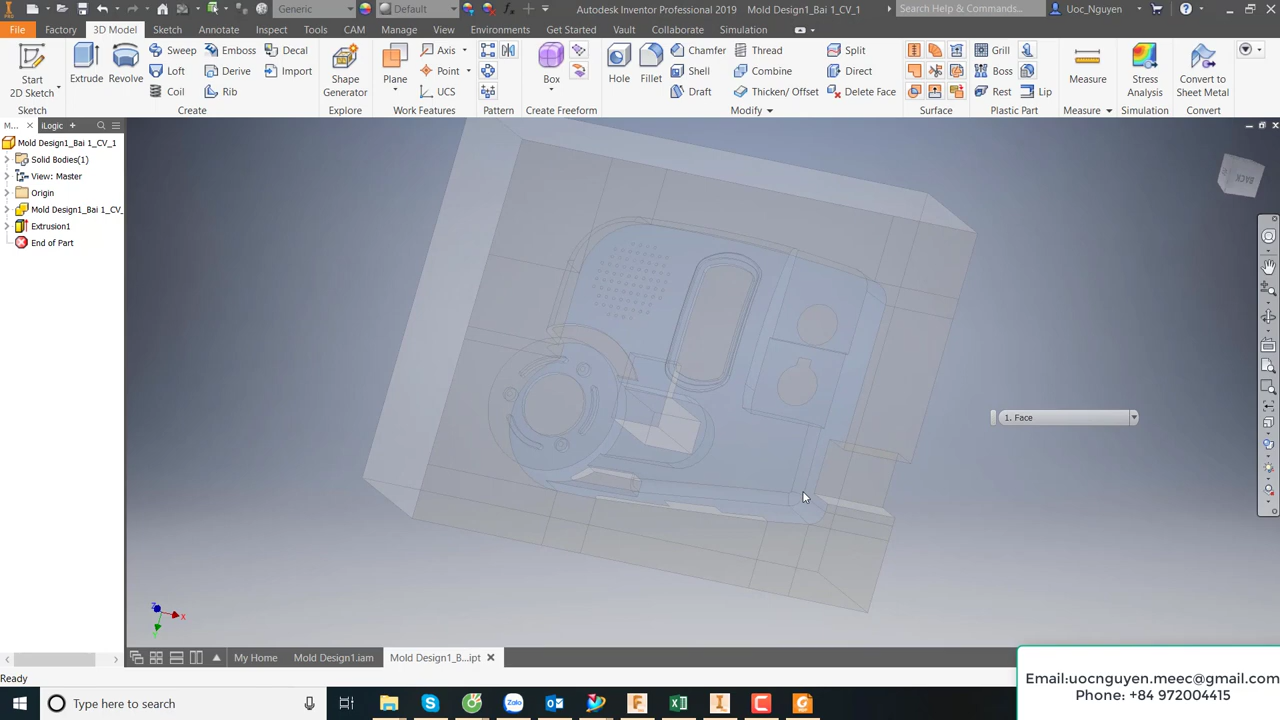 Generic
Default
Autodesk Inventor Professional 2019
Mold Design1_Bai 1_CV_1
Search Help & Commands...
Uoc_Nguyen
File Factory 3D Model Sketch Annotate Inspect Tools CAM Manage View Environments Get Started Vault Collaborate Simulation
Start
2D Sketch
Extrude
Revolve
Sweep
Loft
Coil
Emboss
Derive
Rib
Decal
Import
Shape
Generator
Plane
Axis
Point
UCS
Box
Hole
Fillet
Chamfer
Shell
Draft
Thread
Combine
Thicken/ Offset
Split
Direct
Delete Face
Grill
Boss
Rest
Lip
Measure
Stress
Analysis
Convert to
Sheet Metal
Sketch Create Explore Work Features Pattern Create Freeform Modify Surface Plastic Part Measure Simulation Convert
M... iLogic
Mold Design1_Bai 1_CV_1
Solid Bodies(1)
View: Master
Origin
Mold Design1_Bai 1_CV_
Extrusion1
End of Part
BACK
1. Face
Z
X
Y
My Home Mold Design1.iam Mold Design1_B...ipt
Ready
Type here to search
Email:uocnguyen.meec@gmail.com
Phone: +84 972004415